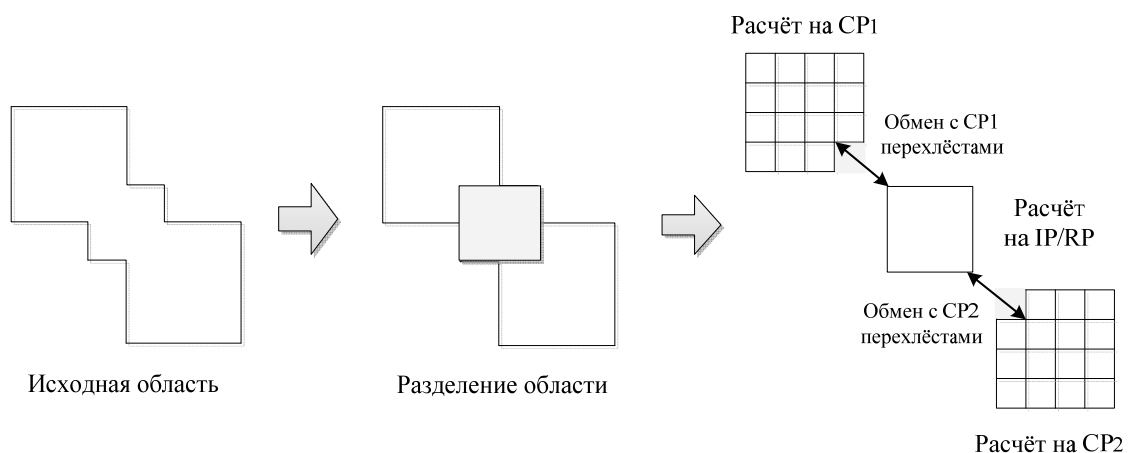 Расчёт на CP1
Обмен с CP1
перехлёстами
Расчёт
на IP/RP
Обмен с CP2
перехлёстами
Исходная область
Разделение области
Расчёт на CP2